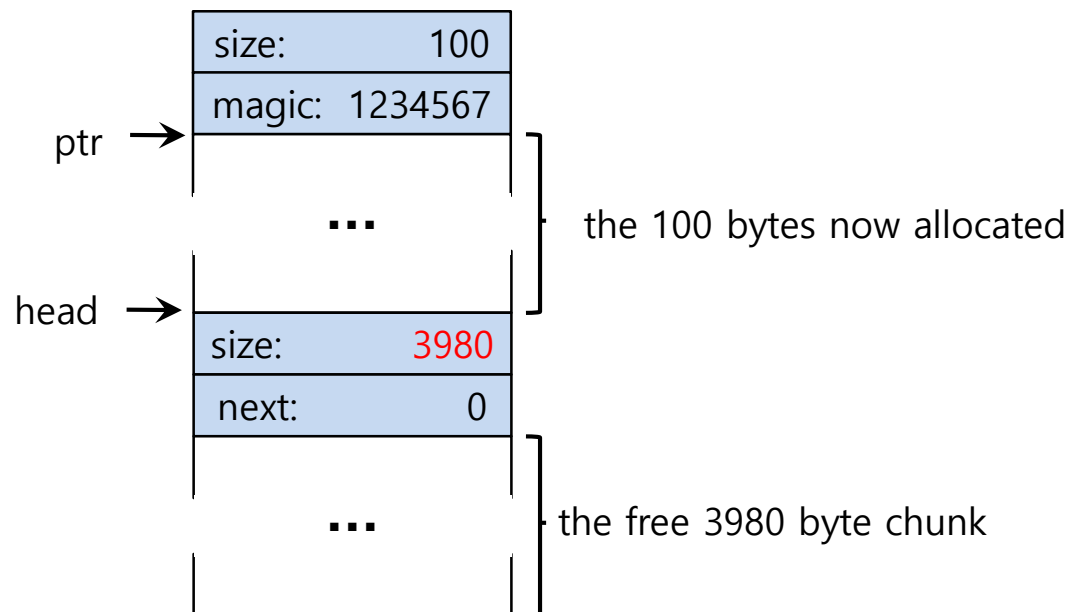 size: 100
magic: 1234567
ptr
...
the 100 bytes now allocated
head
size: 3980
next: 0
...
the free 3980 byte chunk